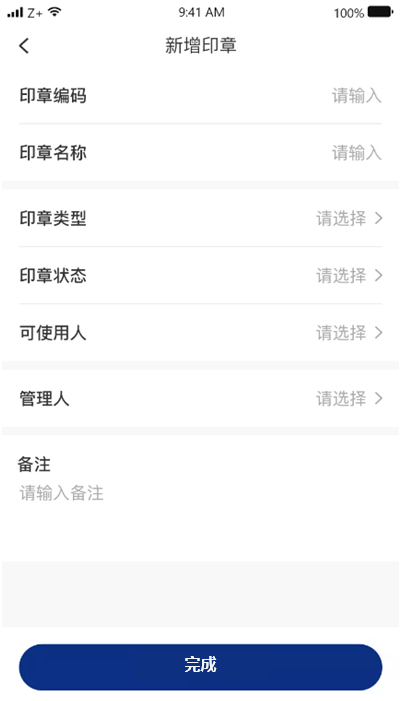 Z+ 9:41 AM 100%
新增印章
印章编码 请输入
印章名称 请输入
印章类型 请选择
印章状态 请选择
可使用人 请选择
管理人 请选择
备注
请输入备注
完成